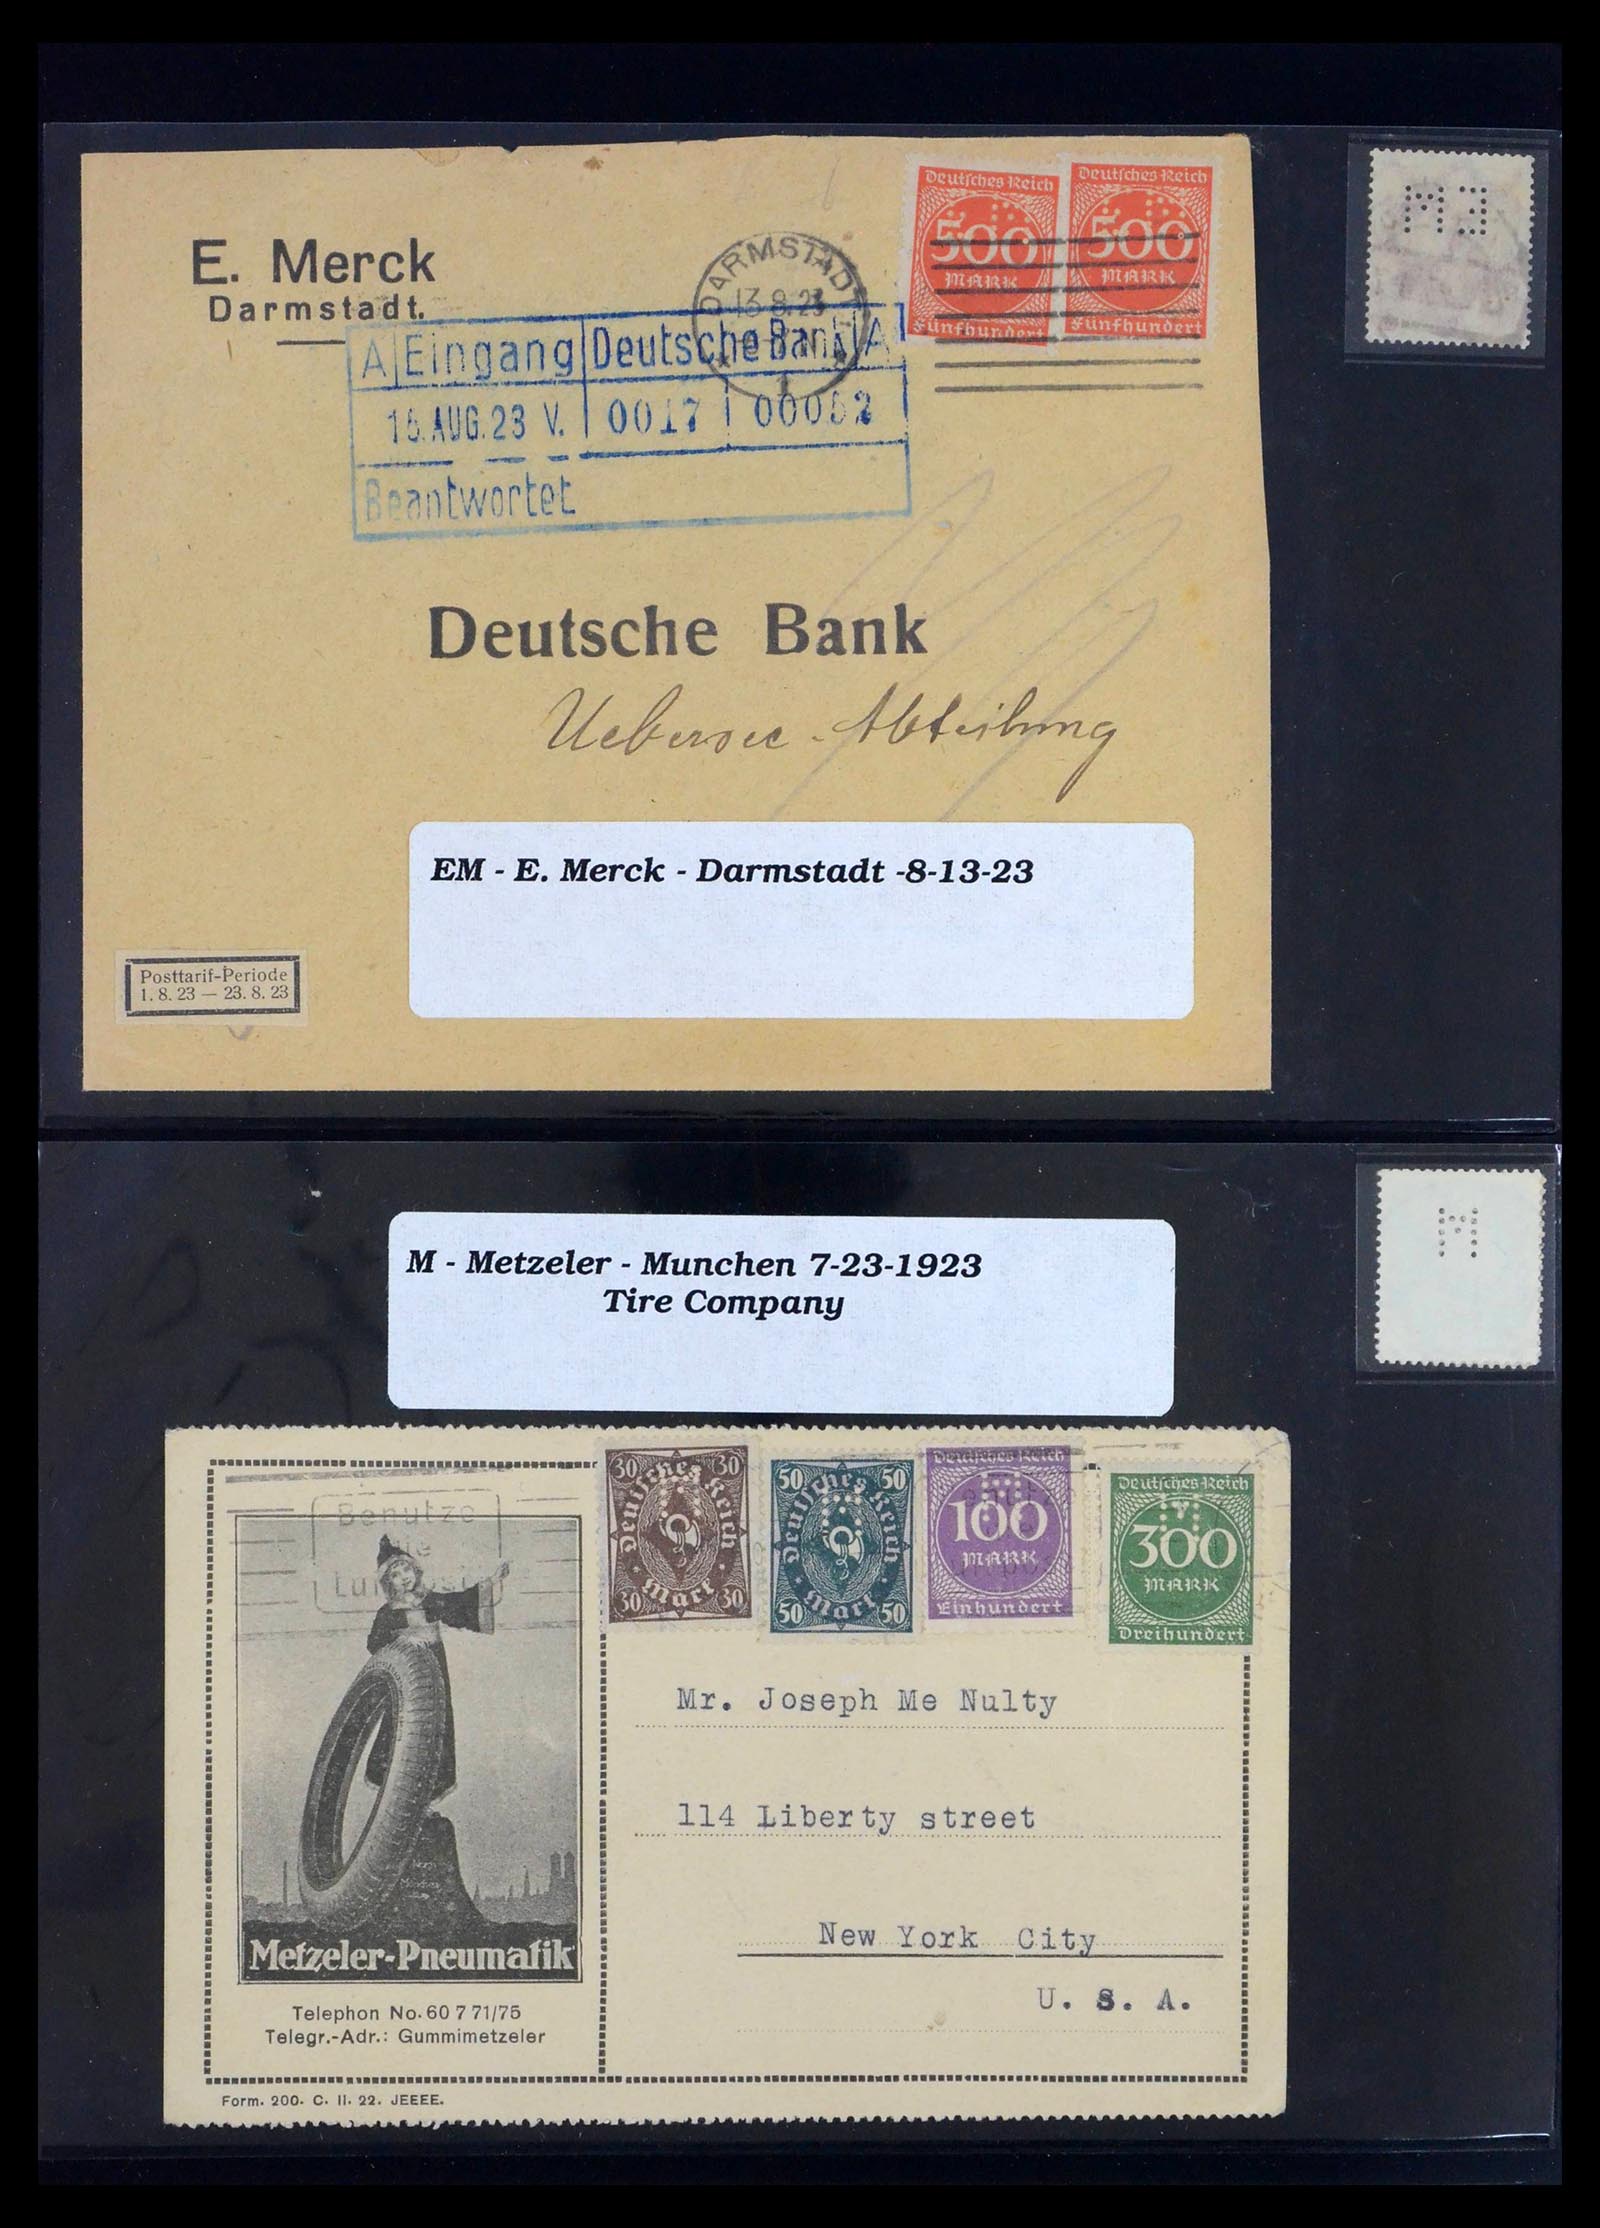 E. Merck
Darmstadt.
Deutsches Reich
500
MARK
Fünfhundert
Deutsches Reich
500
MARK
Fünfhundert
DARMSTADT
13.8.23
1
A Eingang Deutsche Bank A
15. AUG. 23 V. 0017 00052
Beantwortet
Deutsche Bank
Uebersee-Abteilung
EM - E. Merck - Darmstadt -8-13-23
Posttarif-Periode
1. 8. 23 — 23. 8. 23
EM
M - Metzeler - Munchen 7-23-1923
Tire Company
M
Benutze
die
30 30
Deutsches Reich
Mark
30 30
50 50
Deutsches Reich
Mark
50 50
Deutsches Reich
100
MARK
Einhundert
Deutsches Reich
300
MARK
Dreihundert
Mr. Joseph Me Nulty
114 Liberty street
New York City
U. S. A.
Nach
München
Metzeler-Pneumatik
Telephon No. 60 7 71/75
Telegr.-Adr.: Gummimetzeler
Form. 200. C. II. 22. JEEEE.